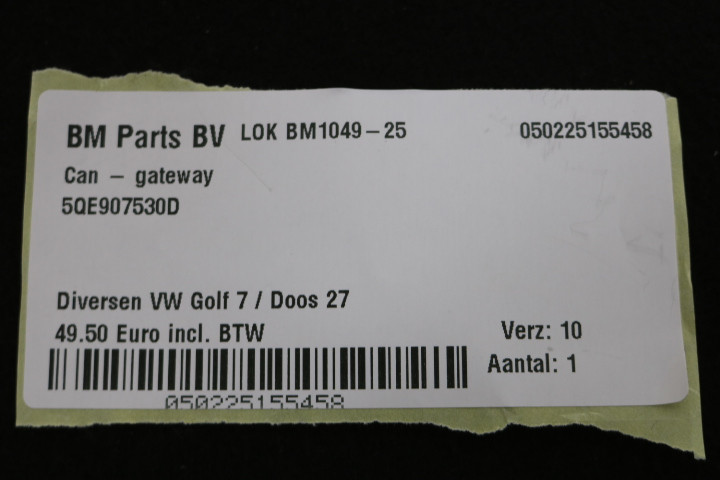 BM Parts BV LOK BM1049-25 050225155458
Can - gateway
5QE907530D
Diversen VW Golf 7 / Doos 27
49.50 Euro incl. BTW Verz: 10
Aantal: 1
050225155458